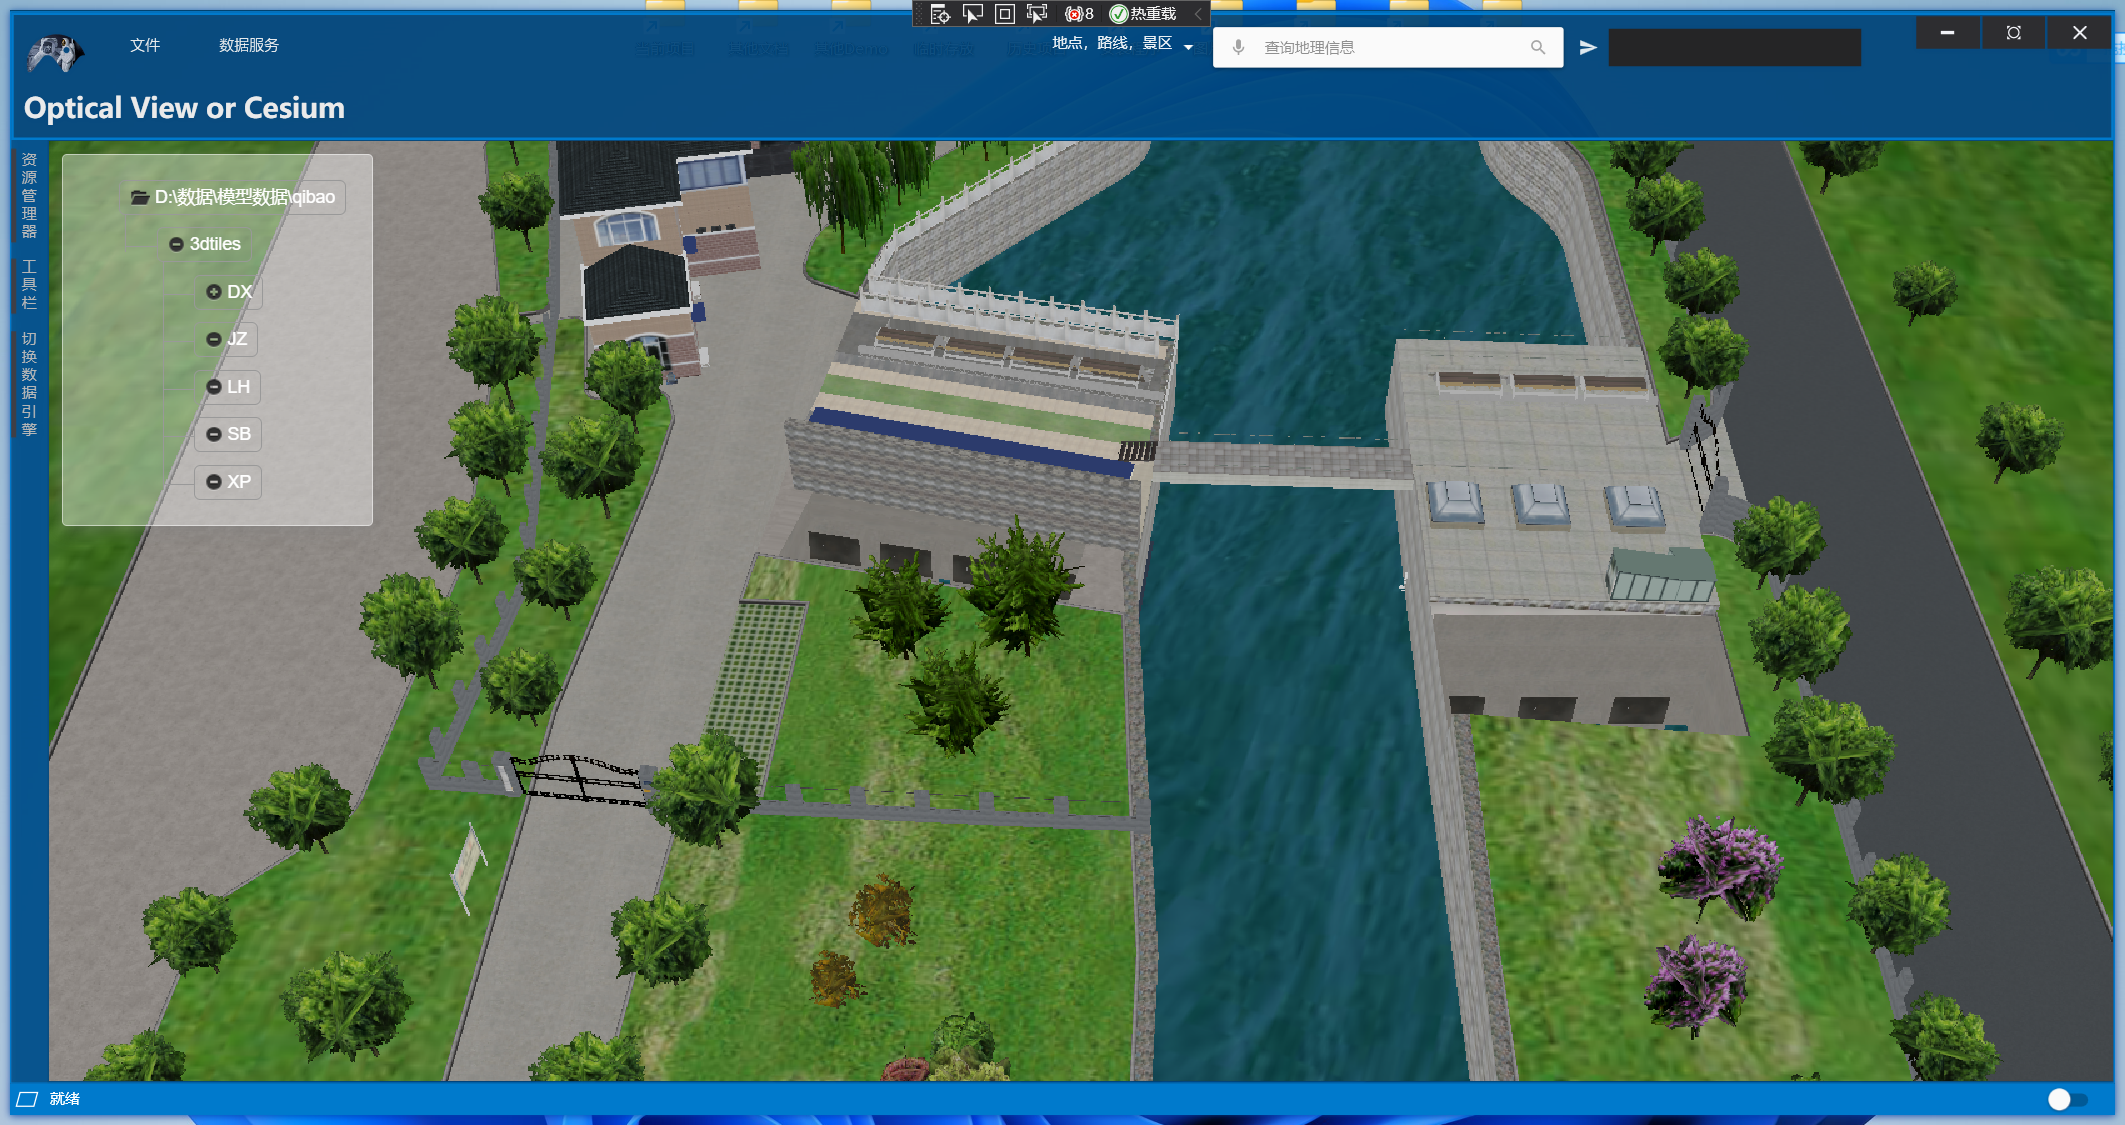 8 热重载
文件 数据服务
地点，路线，景区
查询地理信息
Optical View or Cesium
资源管理器
工具栏
切换数据引擎
D:\数据\模型数据\qibao
3dtiles
DX
JZ
LH
SB
XP
就绪